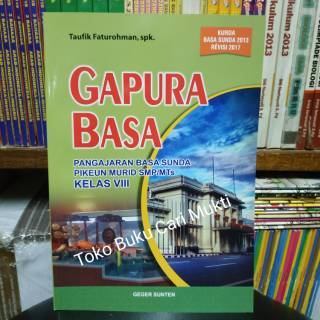 Taufik Faturohman, spk.
KURDA
BASA SUNDA 2013
REVISI 2017
GAPURA
BASA
PANGAJARAN BASA SUNDA
PIKEUN MURID SMP/MTs
KELAS VIII
Toko Buku Cari Mukti
GEGER SUNTEN